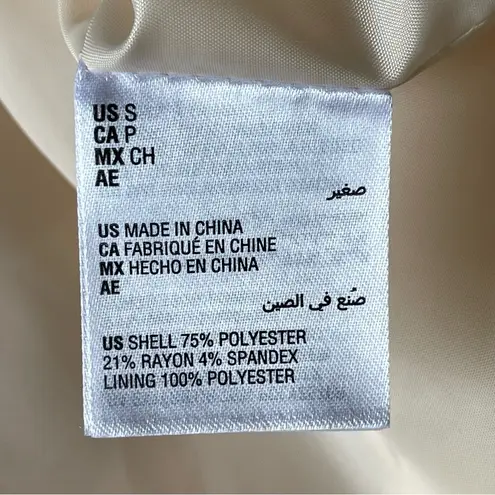 US S
CA P
MX CH
AE
صغير
US MADE IN CHINA
CA FABRIQUÉ EN CHINE
MX HECHO EN CHINA
AE
صُنع في الصين
US SHELL 75% POLYESTER
21% RAYON 4% SPANDEX
LINING 100% POLYESTER